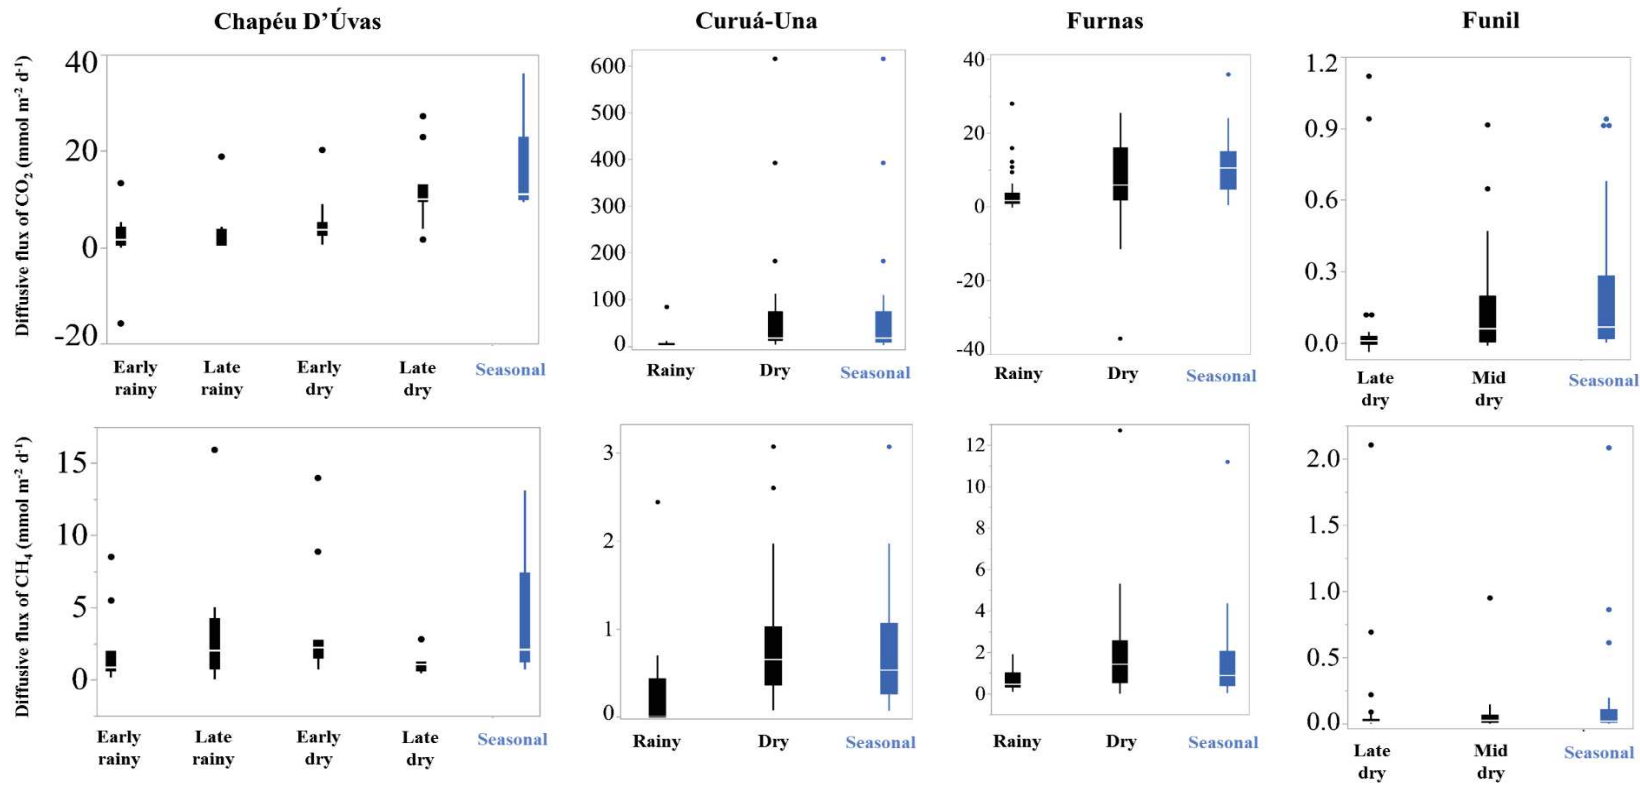 Chapéu D’Úvas
Curuá-Una
Furnas
Funil
Diffusive flux of CO₂ (mmol m⁻² d⁻¹)
40
20
0
-20
Early rainy
Late rainy
Early dry
Late dry
Seasonal
600
500
400
300
200
100
0
Rainy
Dry
Seasonal
40
20
0
-20
-40
Rainy
Dry
Seasonal
1.2
0.9
0.6
0.3
0.0
Late dry
Mid dry
Seasonal
Diffusive flux of CH₄ (mmol m⁻² d⁻¹)
15
10
5
0
Early rainy
Late rainy
Early dry
Late dry
Seasonal
3
2
1
0
Rainy
Dry
Seasonal
12
10
8
6
4
2
0
Rainy
Dry
Seasonal
2.0
1.5
1.0
0.5
0.0
Late dry
Mid dry
Seasonal